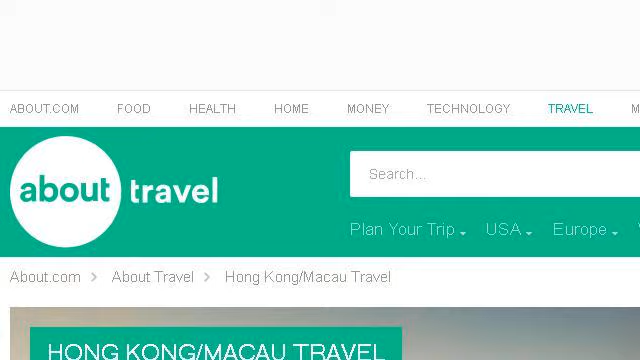 ABOUT.COM FOOD HEALTH HOME MONEY TECHNOLOGY TRAVEL
about travel
Search...
Plan Your Trip USA Europe
About.com > About Travel > Hong Kong/Macau Travel
HONG KONG/MACAU TRAVEL